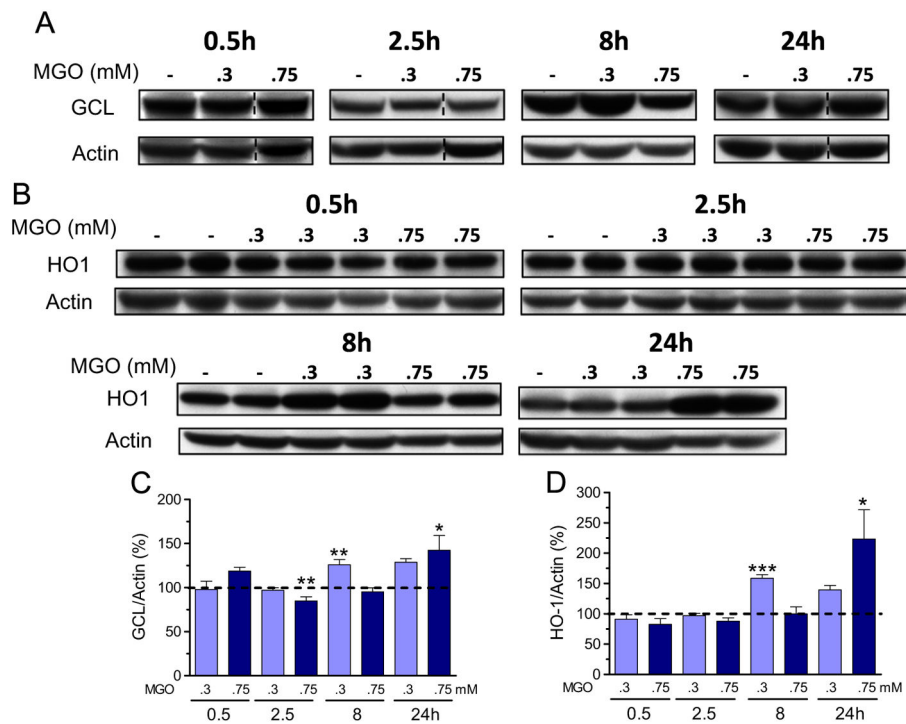 A
0.5h 2.5h 8h 24h
MGO (mM) - .3 .75 - .3 .75 - .3 .75 - .3 .75
GCL
Actin
B
0.5h 2.5h
MGO (mM) - - .3 .3 .3 .75 .75 - - .3 .3 .3 .75 .75
HO1
Actin
8h 24h
MGO (mM) - - .3 .3 .75 .75 - .3 .3 .75 .75
HO1
Actin
C
GCL/Actin (%)
200
150
100
50
0
** ** *
MGO .3 .75 .3 .75 .3 .75 .3 .75 mM
0.5 2.5 8 24h
D
HO-1/Actin (%)
300
250
200
150
100
50
0
*** *
MGO .3 .75 .3 .75 .3 .75 .3 .75 mM
0.5 2.5 8 24h